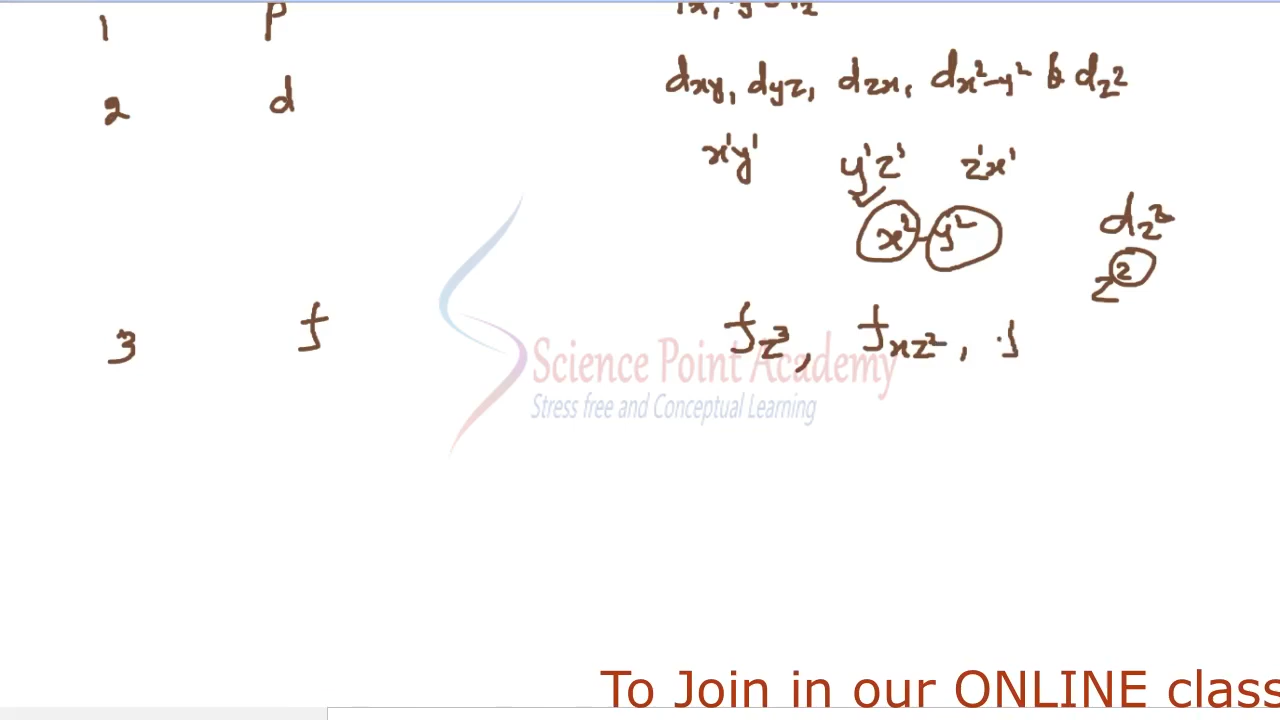 1 p
2 d dxy, dyz, dzx, dx²-y² & dz²
x¹y¹ y¹z¹ z¹x¹
x²-y² dz²
z²
3 f fz³, fxz², f
Science Point Academy
Stress free and Conceptual Learning
To Join in our ONLINE class